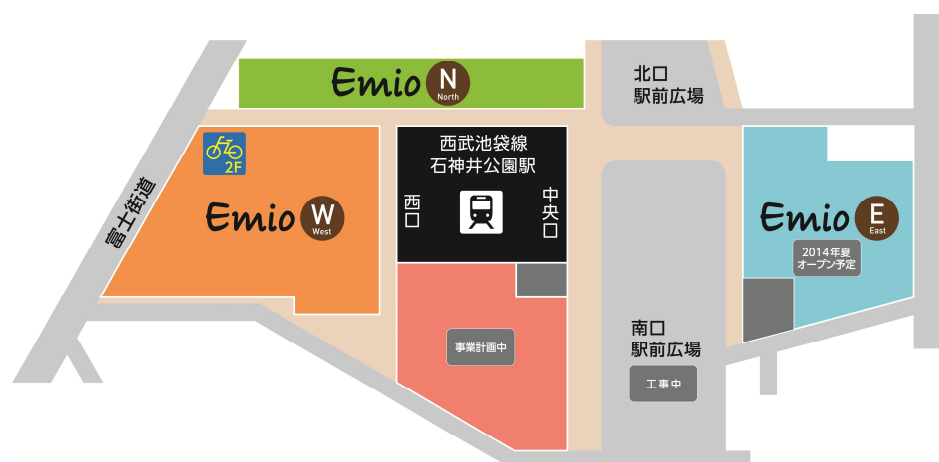 Emio N
North
北口
駅前広場
2F
西武池袋線
石神井公園駅
西口
中央口
富士街道
Emio W
West
Emio E
East
2014年夏
オープン予定
事業計画中
南口
駅前広場
工事中